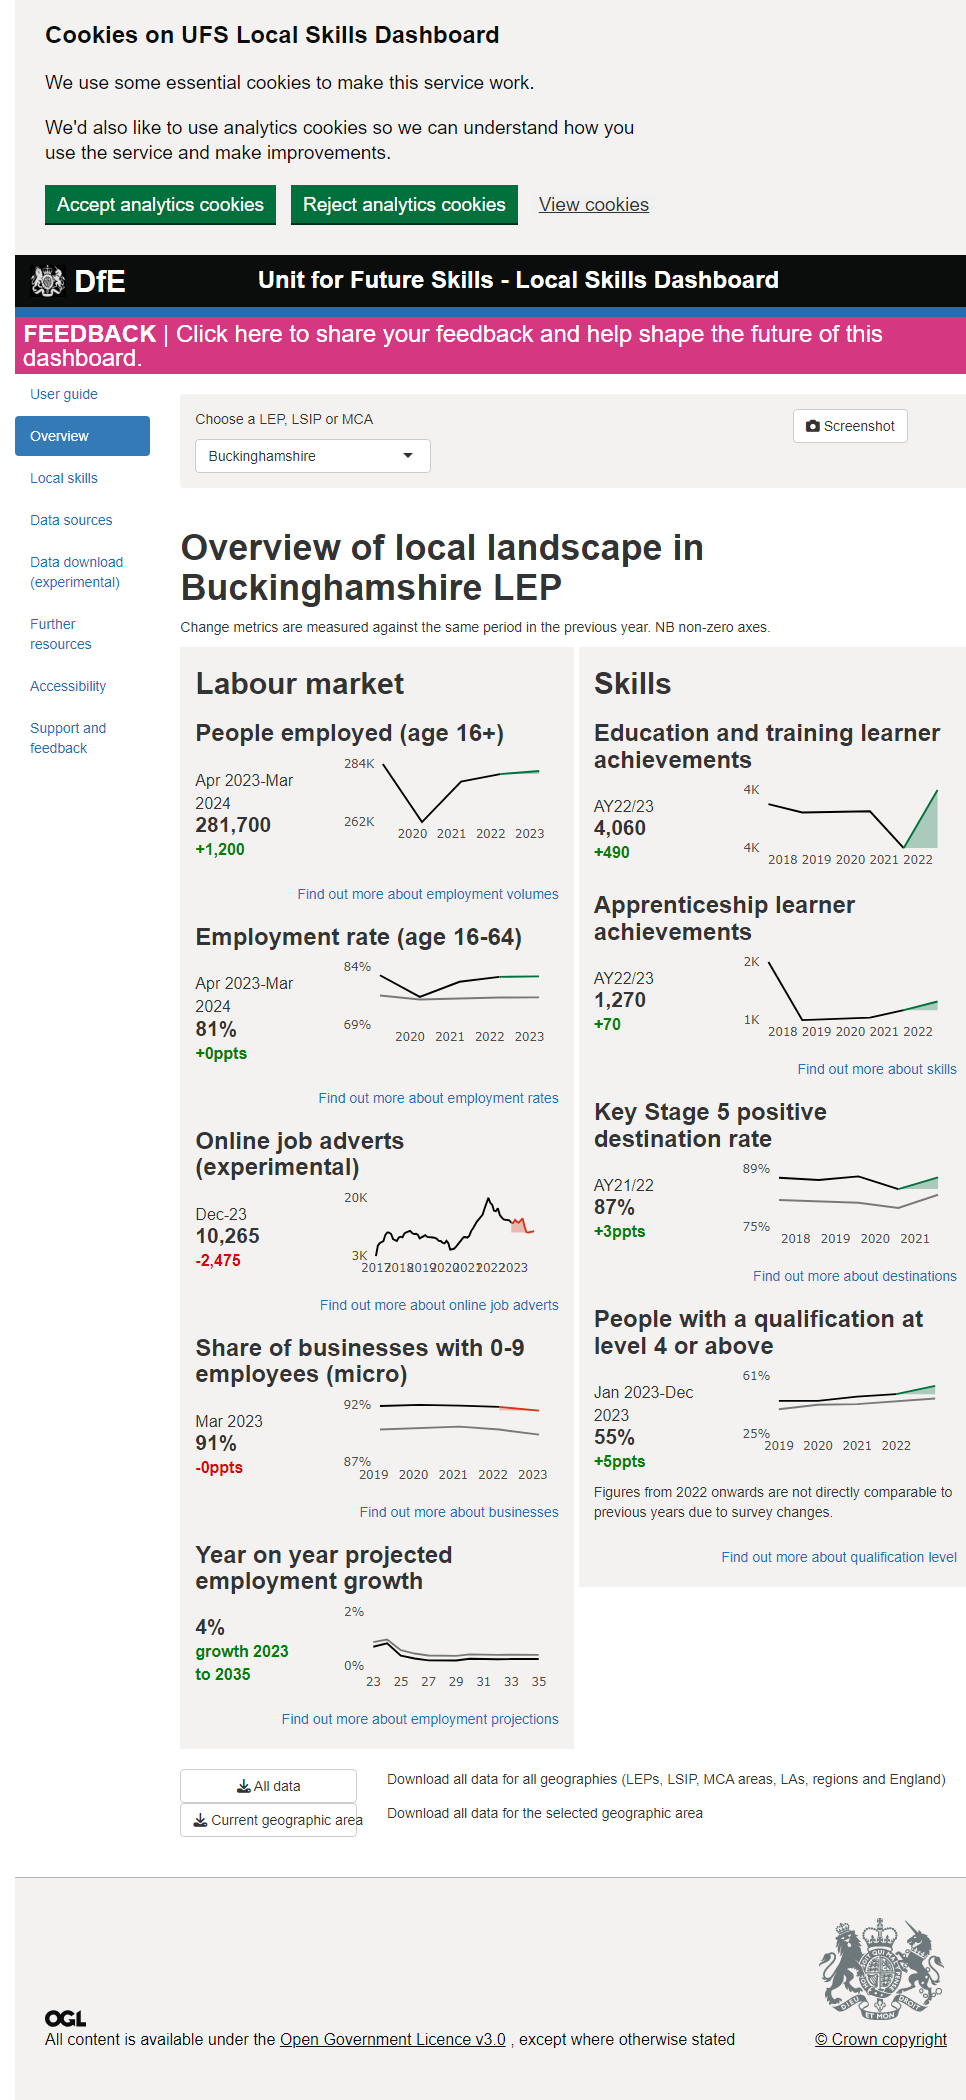 Cookies on UFS Local Skills Dashboard
We use some essential cookies to make this service work.
We'd also like to use analytics cookies so we can understand how you
use the service and make improvements.
Accept analytics cookies
Reject analytics cookies
View cookies
DfE
Unit for Future Skills - Local Skills Dashboard
FEEDBACK | Click here to share your feedback and help shape the future of this
dashboard.
User guide
Overview
Local skills
Data sources
Data download
(experimental)
Further
resources
Accessibility
Support and
feedback
Choose a LEP, LSIP or MCA
Buckinghamshire
Screenshot
Overview of local landscape in
Buckinghamshire LEP
Change metrics are measured against the same period in the previous year. NB non-zero axes.
Labour market
People employed (age 16+)
Apr 2023-Mar
2024
281,700
+1,200
284K
262K
2020 2021 2022 2023
Find out more about employment volumes
Employment rate (age 16-64)
Apr 2023-Mar
2024
81%
+0ppts
84%
69%
2020 2021 2022 2023
Find out more about employment rates
Online job adverts
(experimental)
Dec-23
10,265
-2,475
20K
3K
2017 2018 2019 2020 2021 2022 2023
Find out more about online job adverts
Share of businesses with 0-9
employees (micro)
Mar 2023
91%
-0ppts
92%
87%
2019 2020 2021 2022 2023
Find out more about businesses
Year on year projected
employment growth
4%
growth 2023
to 2035
2%
0%
23 25 27 29 31 33 35
Find out more about employment projections
Skills
Education and training learner
achievements
AY22/23
4,060
+490
4K
4K
2018 2019 2020 2021 2022
Apprenticeship learner
achievements
AY22/23
1,270
+70
2K
1K
2018 2019 2020 2021 2022
Find out more about skills
Key Stage 5 positive
destination rate
AY21/22
87%
+3ppts
89%
75%
2018 2019 2020 2021
Find out more about destinations
People with a qualification at
level 4 or above
Jan 2023-Dec
2023
55%
+5ppts
61%
25%
2019 2020 2021 2022
Figures from 2022 onwards are not directly comparable to
previous years due to survey changes.
Find out more about qualification level
All data
Download all data for all geographies (LEPs, LSIP, MCA areas, LAs, regions and England)
Current geographic area
Download all data for the selected geographic area
OGL
All content is available under the Open Government Licence v3.0 , except where otherwise stated
DIEU ET MON DROIT
© Crown copyright